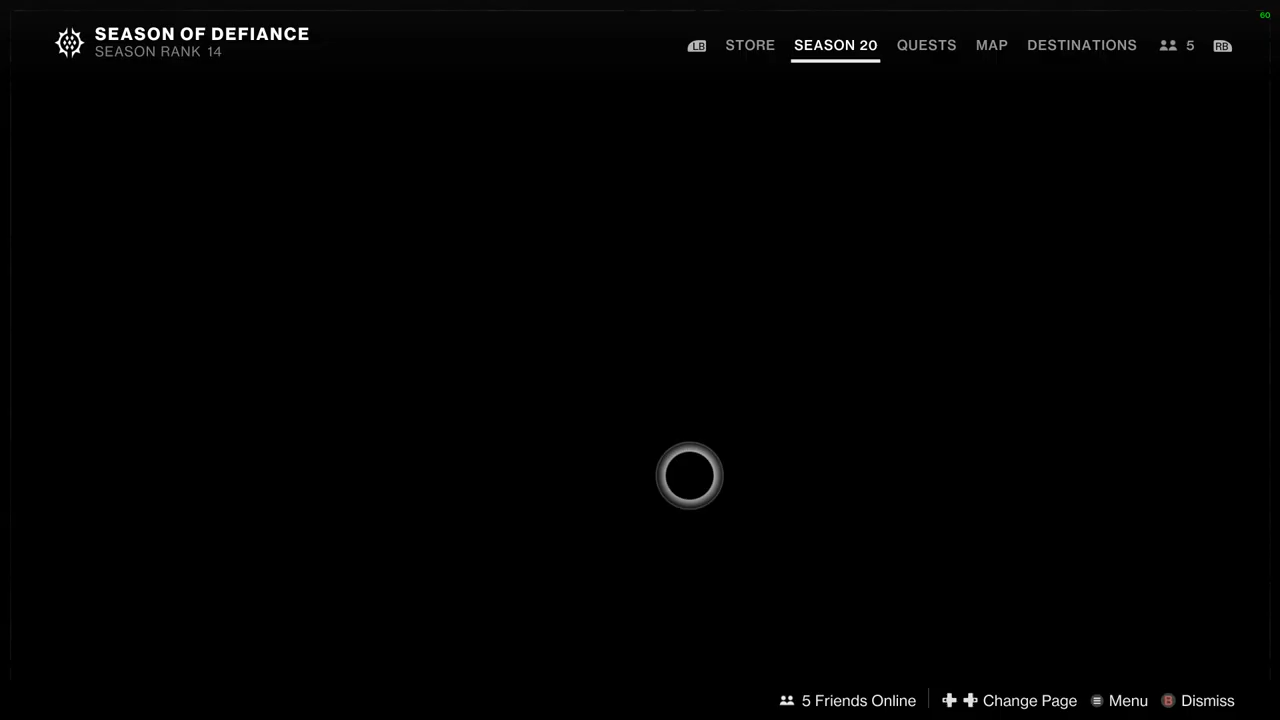 SEASON OF DEFIANCE
SEASON RANK 14
LB STORE SEASON 20 QUESTS MAP DESTINATIONS 5 RB
60
5 Friends Online Change Page Menu B Dismiss